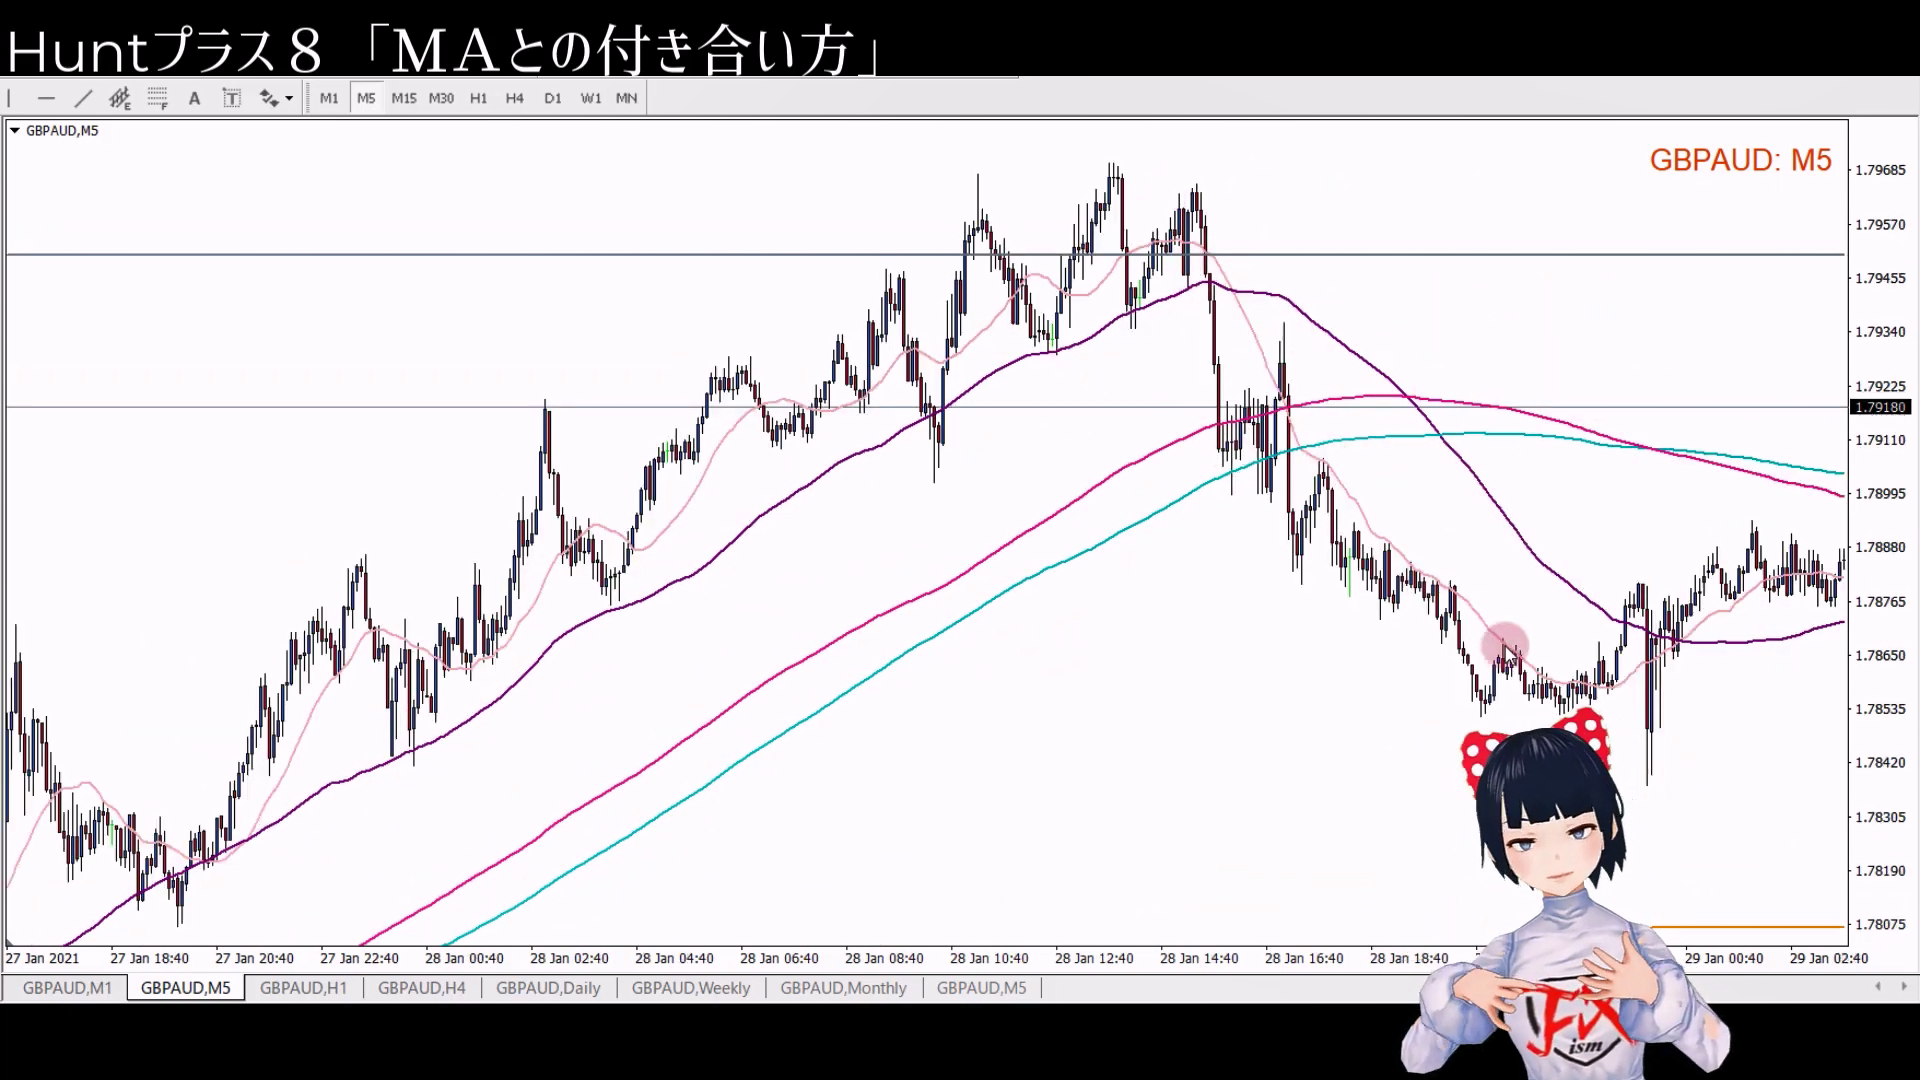 Huntプラス８「ＭＡとの付き合い方」
A T M1 M5 M15 M30 H1 H4 D1 W1 MN
GBPAUD,M5
GBPAUD: M5
1.79685
1.79570
1.79455
1.79340
1.79225
1.79180
1.79110
1.78995
1.78880
1.78765
1.78650
1.78535
1.78420
1.78305
1.78190
1.78075
27 Jan 2021 27 Jan 18:40 27 Jan 20:40 27 Jan 22:40 28 Jan 00:40 28 Jan 02:40 28 Jan 04:40 28 Jan 06:40 28 Jan 08:40 28 Jan 10:40 28 Jan 12:40 28 Jan 14:40 28 Jan 16:40 28 Jan 18:40 29 Jan 00:40 29 Jan 02:40
GBPAUD,M1 GBPAUD,M5 GBPAUD,H1 GBPAUD,H4 GBPAUD,Daily GBPAUD,Weekly GBPAUD,Monthly GBPAUD,M5
JFX
ism